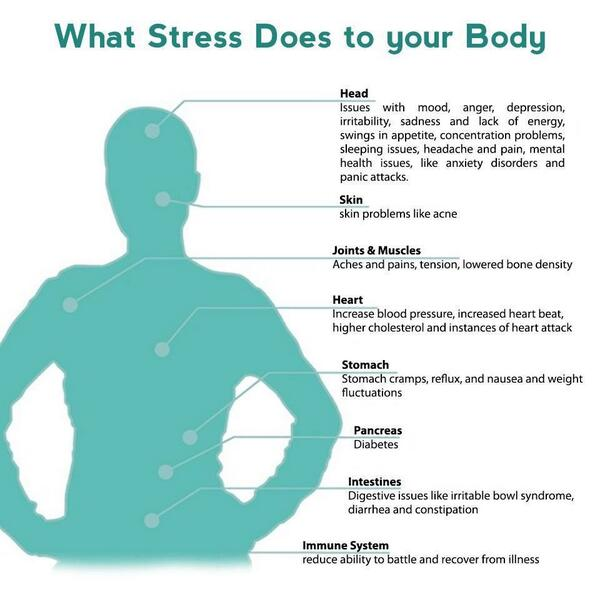 What Stress Does to your Body
Head
Issues with mood, anger, depression,
irritability, sadness and lack of energy,
swings in appetite, concentration problems,
sleeping issues, headache and pain, mental
health issues, like anxiety disorders and
panic attacks.
Skin
skin problems like acne
Joints & Muscles
Aches and pains, tension, lowered bone density
Heart
Increase blood pressure, increased heart beat,
higher cholesterol and instances of heart attack
Stomach
Stomach cramps, reflux, and nausea and weight
fluctuations
Pancreas
Diabetes
Intestines
Digestive issues like irritable bowl syndrome,
diarrhea and constipation
Immune System
reduce ability to battle and recover from illness